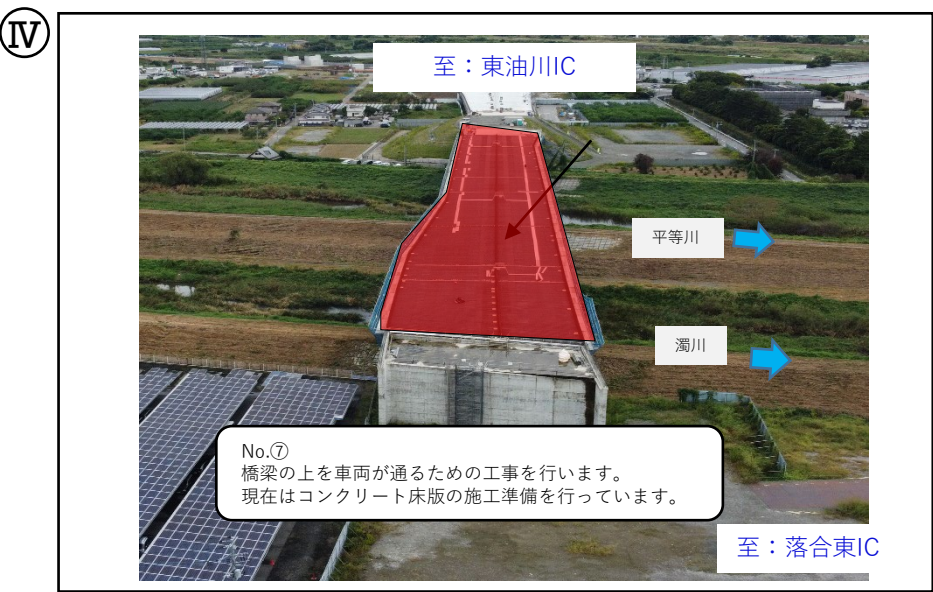 Ⅳ
至：東油川IC
平等川
濁川
No.⑦
橋梁の上を車両が通るための工事を行います。
現在はコンクリート床版の施工準備を行っています。
至：落合東IC